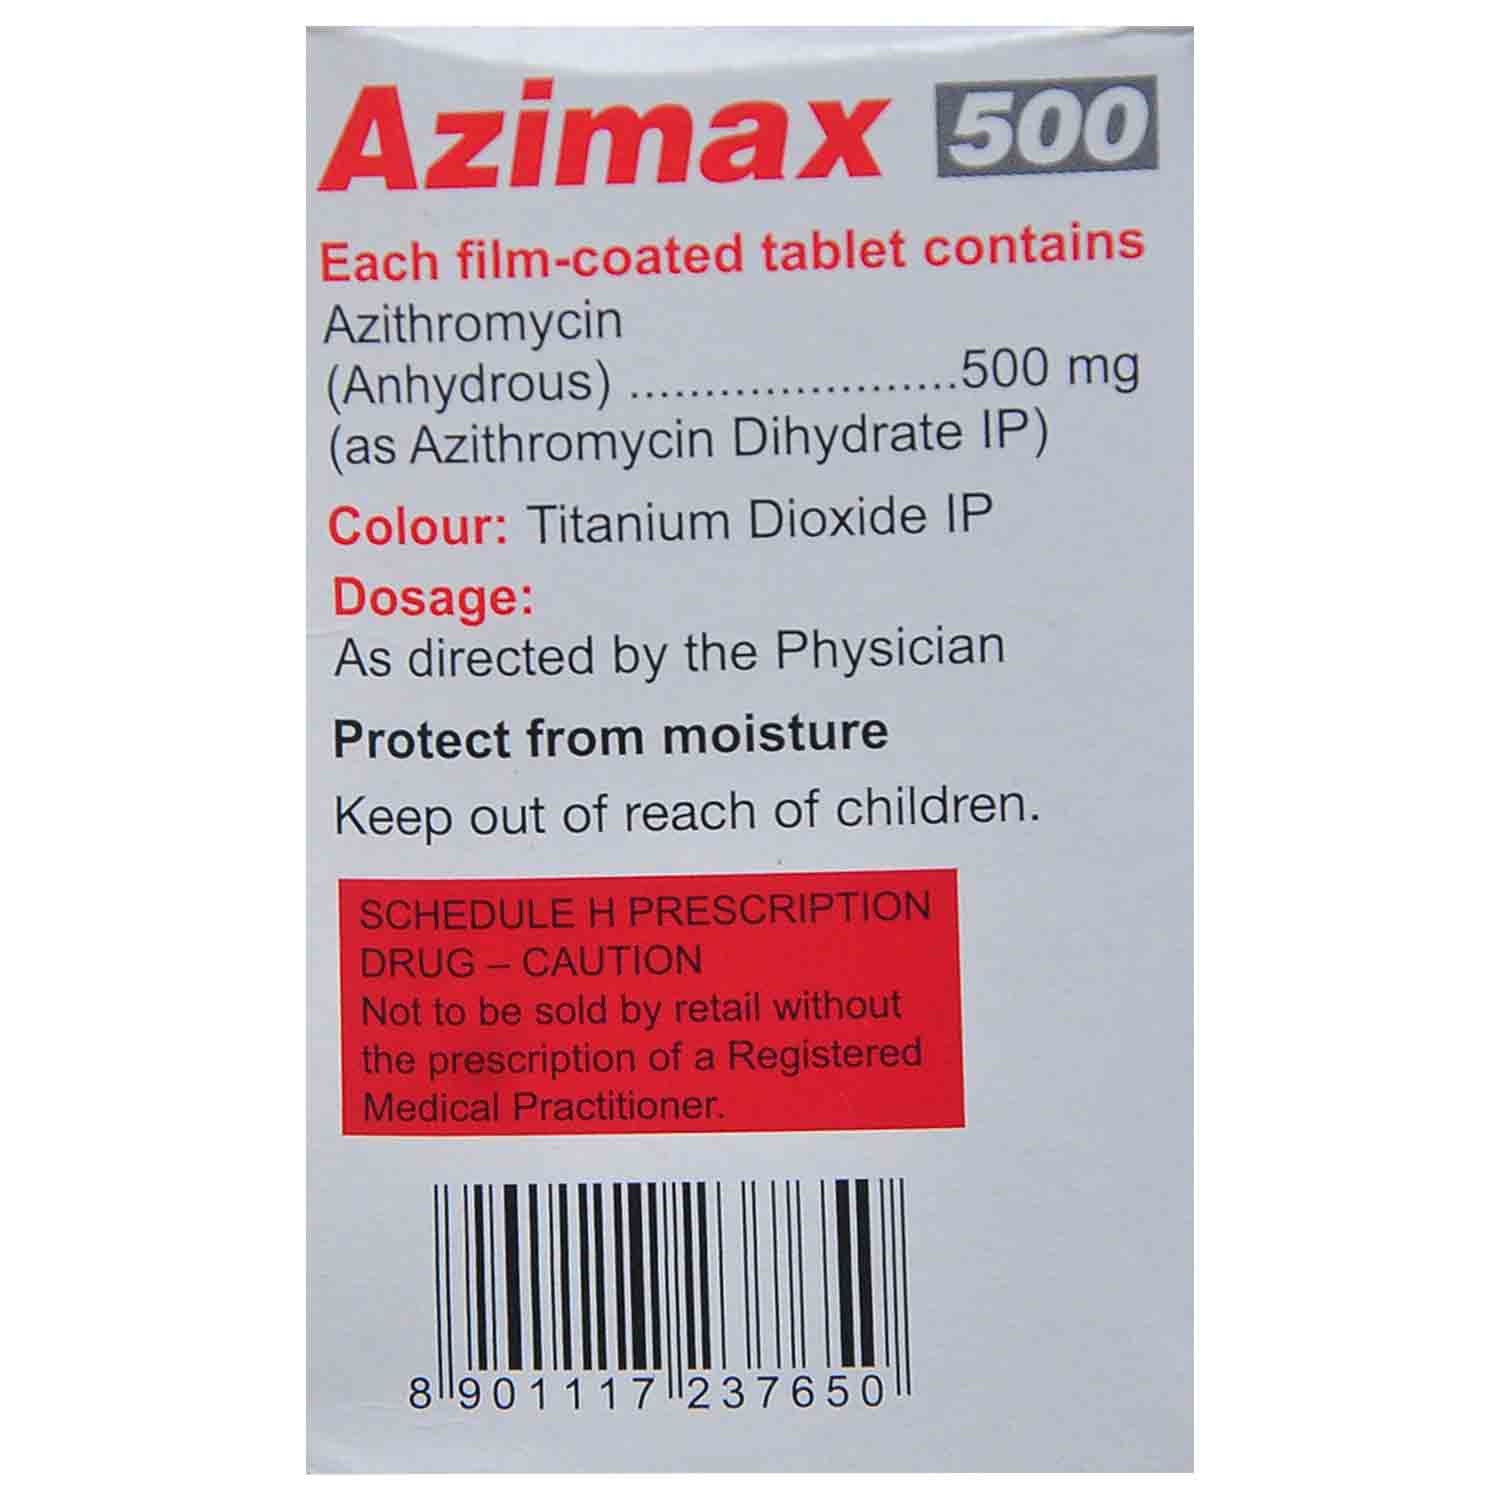 Azimax 500
Each film-coated tablet contains
Azithromycin
(Anhydrous) ......................500 mg
(as Azithromycin Dihydrate IP)
Colour: Titanium Dioxide IP
Dosage:
As directed by the Physician
Protect from moisture
Keep out of reach of children.
SCHEDULE H PRESCRIPTION
DRUG – CAUTION
Not to be sold by retail without
the prescription of a Registered
Medical Practitioner.
8 901117 237650